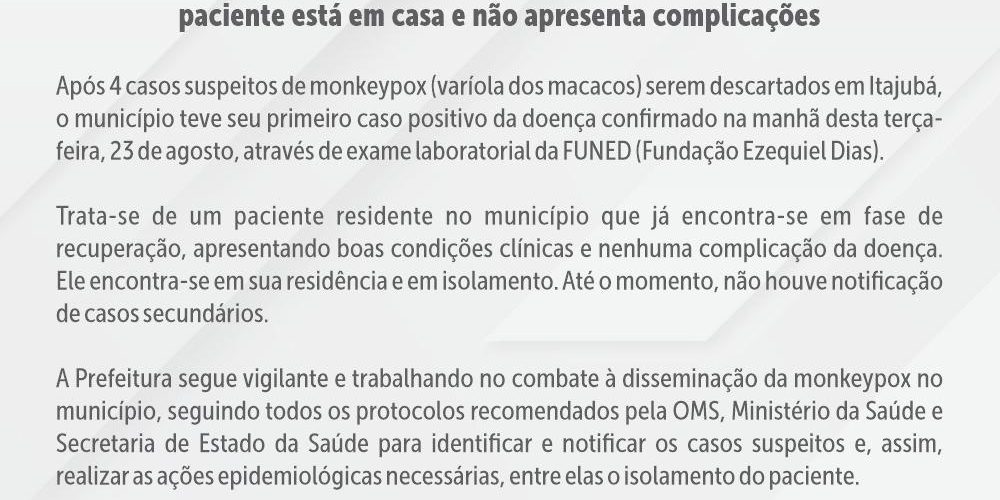 paciente está em casa e não apresenta complicações
Após 4 casos suspeitos de monkeypox (varíola dos macacos) serem descartados em Itajubá,
o município teve seu primeiro caso positivo da doença confirmado na manhã desta terça-
feira, 23 de agosto, através de exame laboratorial da FUNED (Fundação Ezequiel Dias).
Trata-se de um paciente residente no município que já encontra-se em fase de
recuperação, apresentando boas condições clínicas e nenhuma complicação da doença.
Ele encontra-se em sua residência e em isolamento. Até o momento, não houve notificação
de casos secundários.
A Prefeitura segue vigilante e trabalhando no combate à disseminação da monkeypox no
município, seguindo todos os protocolos recomendados pela OMS, Ministério da Saúde e
Secretaria de Estado da Saúde para identificar e notificar os casos suspeitos e, assim,
realizar as ações epidemiológicas necessárias, entre elas o isolamento do paciente.